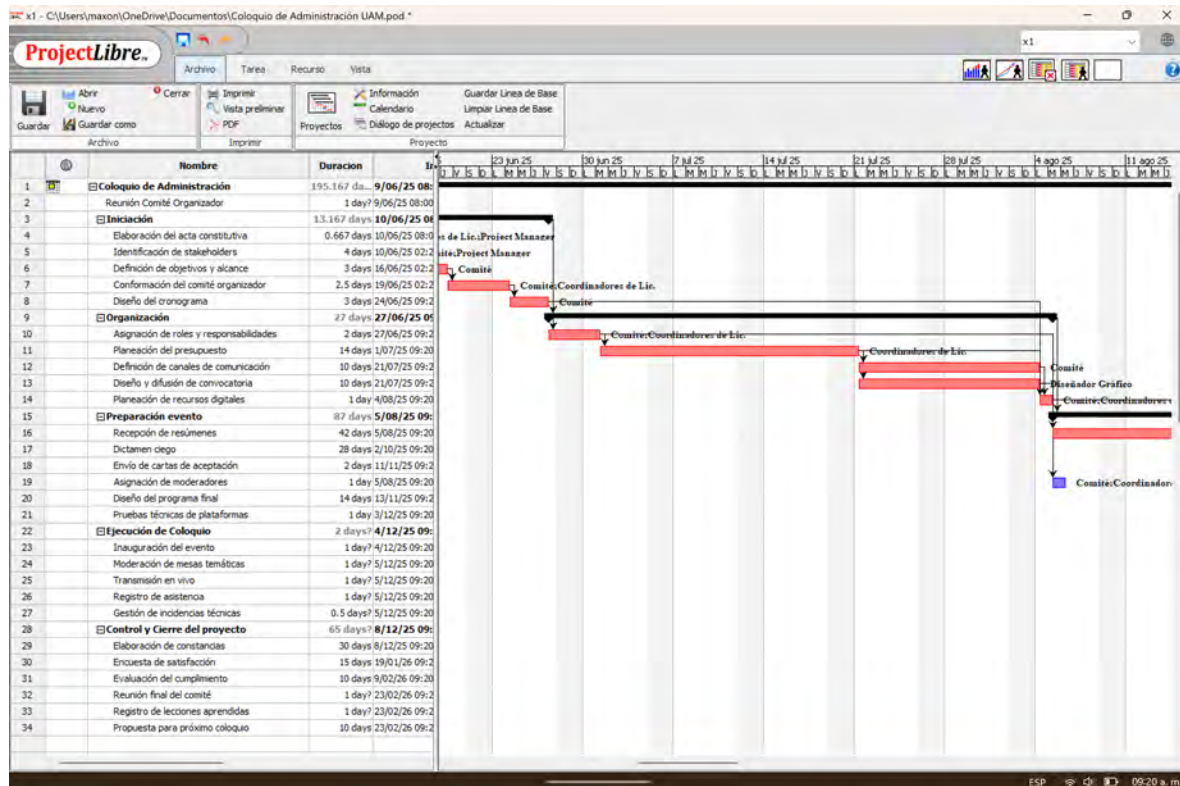 x1 - C:\Users\maxon\OneDrive\Documentos\Coloquio de Administración UAM.pod *
ProjectLibre
x1
Archivo Tarea Recurso Vista
Guardar
Abrir
Nuevo
Guardar como
Cerrar
Archivo
Imprimir
Vista preliminar
PDF
Imprimir
Proyectos
Información
Calendario
Diálogo de projectos
Guardar Linea de Base
Limpiar Linea de Base
Actualizar
Proyecto
Nombre Duracion
23 jun 25 30 jun 25 7 jul 25 14 jul 25 21 jul 25 28 jul 25 4 ago 25 11 ago 25
1 Coloquio de Administración 195.167 da... 9/06/25 08:
2 Reunión Comité Organizador 1 day? 9/06/25 08:00
3 Iniciación 13.167 days 10/06/25 08
4 Elaboración del acta constitutiva 0.667 days 10/06/25 08:0
5 Identificación de stakeholders 4 days 10/06/25 02:2
6 Definición de objetivos y alcance 3 days 16/06/25 02:2
7 Conformación del comité organizador 2.5 days 19/06/25 02:2
8 Diseño del cronograma 3 days 24/06/25 09:2
9 Organización 27 days 27/06/25 09
10 Asignación de roles y responsabilidades 2 days 27/06/25 09:2
11 Planeación del presupuesto 14 days 1/07/25 09:20
12 Definición de canales de comunicación 10 days 21/07/25 09:2
13 Diseño y difusión de convocatoria 10 days 21/07/25 09:2
14 Planeación de recursos digitales 1 day 4/08/25 09:20
15 Preparación evento 87 days 5/08/25 09:
16 Recepción de resúmenes 42 days 5/08/25 09:20
17 Dictamen ciego 28 days 2/10/25 09:20
18 Envío de cartas de aceptación 2 days 11/11/25 09:2
19 Asignación de moderadores 1 day 5/08/25 09:20
20 Diseño del programa final 14 days 13/11/25 09:2
21 Pruebas técnicas de plataformas 1 day 3/12/25 09:20
22 Ejecución de Coloquio 2 days? 4/12/25 09:
23 Inauguración del evento 1 day? 4/12/25 09:20
24 Moderación de mesas temáticas 1 day? 5/12/25 09:20
25 Transmisión en vivo 1 day? 5/12/25 09:20
26 Registro de asistencia 1 day? 5/12/25 09:20
27 Gestión de incidencias técnicas 0.5 days? 5/12/25 09:20
28 Control y Cierre del proyecto 65 days? 8/12/25 09:
29 Elaboración de constancias 30 days 8/12/25 09:20
30 Encuesta de satisfacción 15 days 19/01/26 09:2
31 Evaluación del cumplimiento 10 days 9/02/26 09:20
32 Reunión final del comité 1 day? 23/02/26 09:2
33 Registro de lecciones aprendidas 1 day? 23/02/26 09:2
34 Propuesta para próximo coloquio 10 days 23/02/26 09:2
de Lic.;Project Manager
Project Manager
Comité
Comité;Coordinadores de Lic.
Comité
Comité;Coordinadores de Lic.
Coordinadores de Lic.
Comité
Diseñador Gráfico
Comité;Coordinadores
Comité;Coordinador
ESP 09:20 a. m.